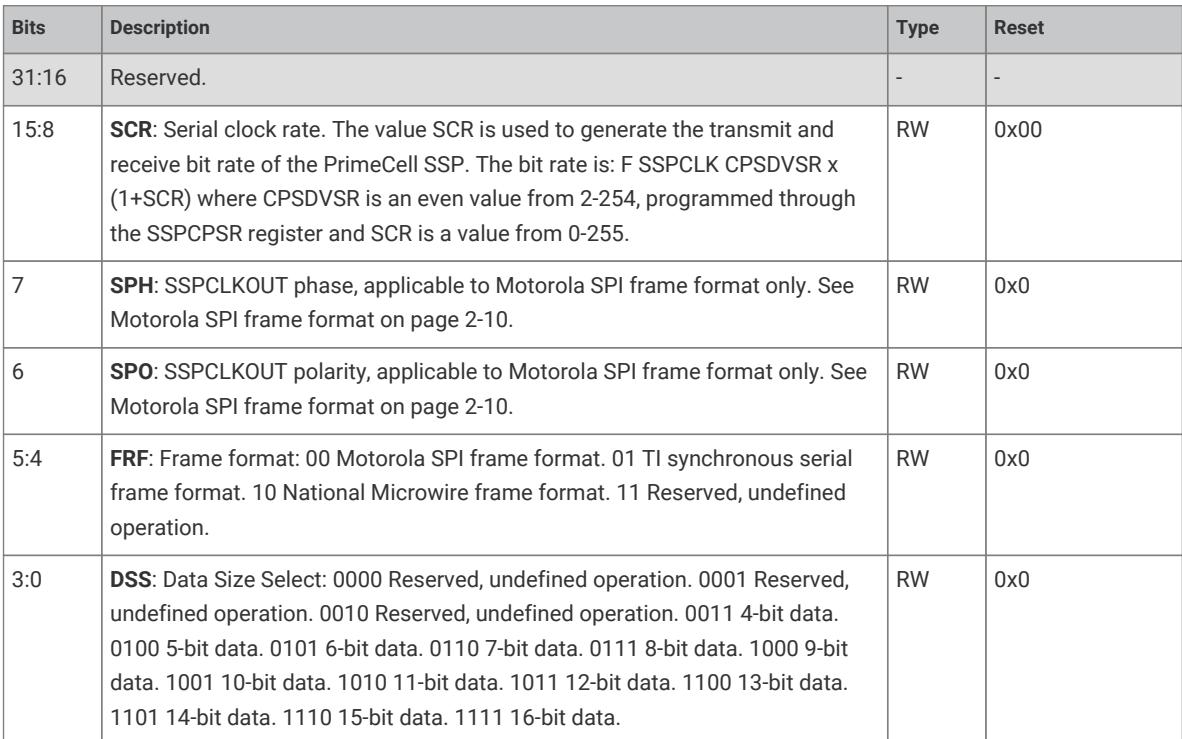 Bits Description Type Reset
31:16 Reserved. - -
15:8 SCR: Serial clock rate. The value SCR is used to generate the transmit and RW 0x00
receive bit rate of the PrimeCell SSP. The bit rate is: F SSPCLK CPSDVSR x
(1+SCR) where CPSDVSR is an even value from 2-254, programmed through
the SSPCPSR register and SCR is a value from 0-255.
7 SPH: SSPCLKOUT phase, applicable to Motorola SPI frame format only. See RW 0x0
Motorola SPI frame format on page 2-10.
6 SPO: SSPCLKOUT polarity, applicable to Motorola SPI frame format only. See RW 0x0
Motorola SPI frame format on page 2-10.
5:4 FRF: Frame format: 00 Motorola SPI frame format. 01 TI synchronous serial RW 0x0
frame format. 10 National Microwire frame format. 11 Reserved, undefined
operation.
3:0 DSS: Data Size Select: 0000 Reserved, undefined operation. 0001 Reserved, RW 0x0
undefined operation. 0010 Reserved, undefined operation. 0011 4-bit data.
0100 5-bit data. 0101 6-bit data. 0110 7-bit data. 0111 8-bit data. 1000 9-bit
data. 1001 10-bit data. 1010 11-bit data. 1011 12-bit data. 1100 13-bit data.
1101 14-bit data. 1110 15-bit data. 1111 16-bit data.